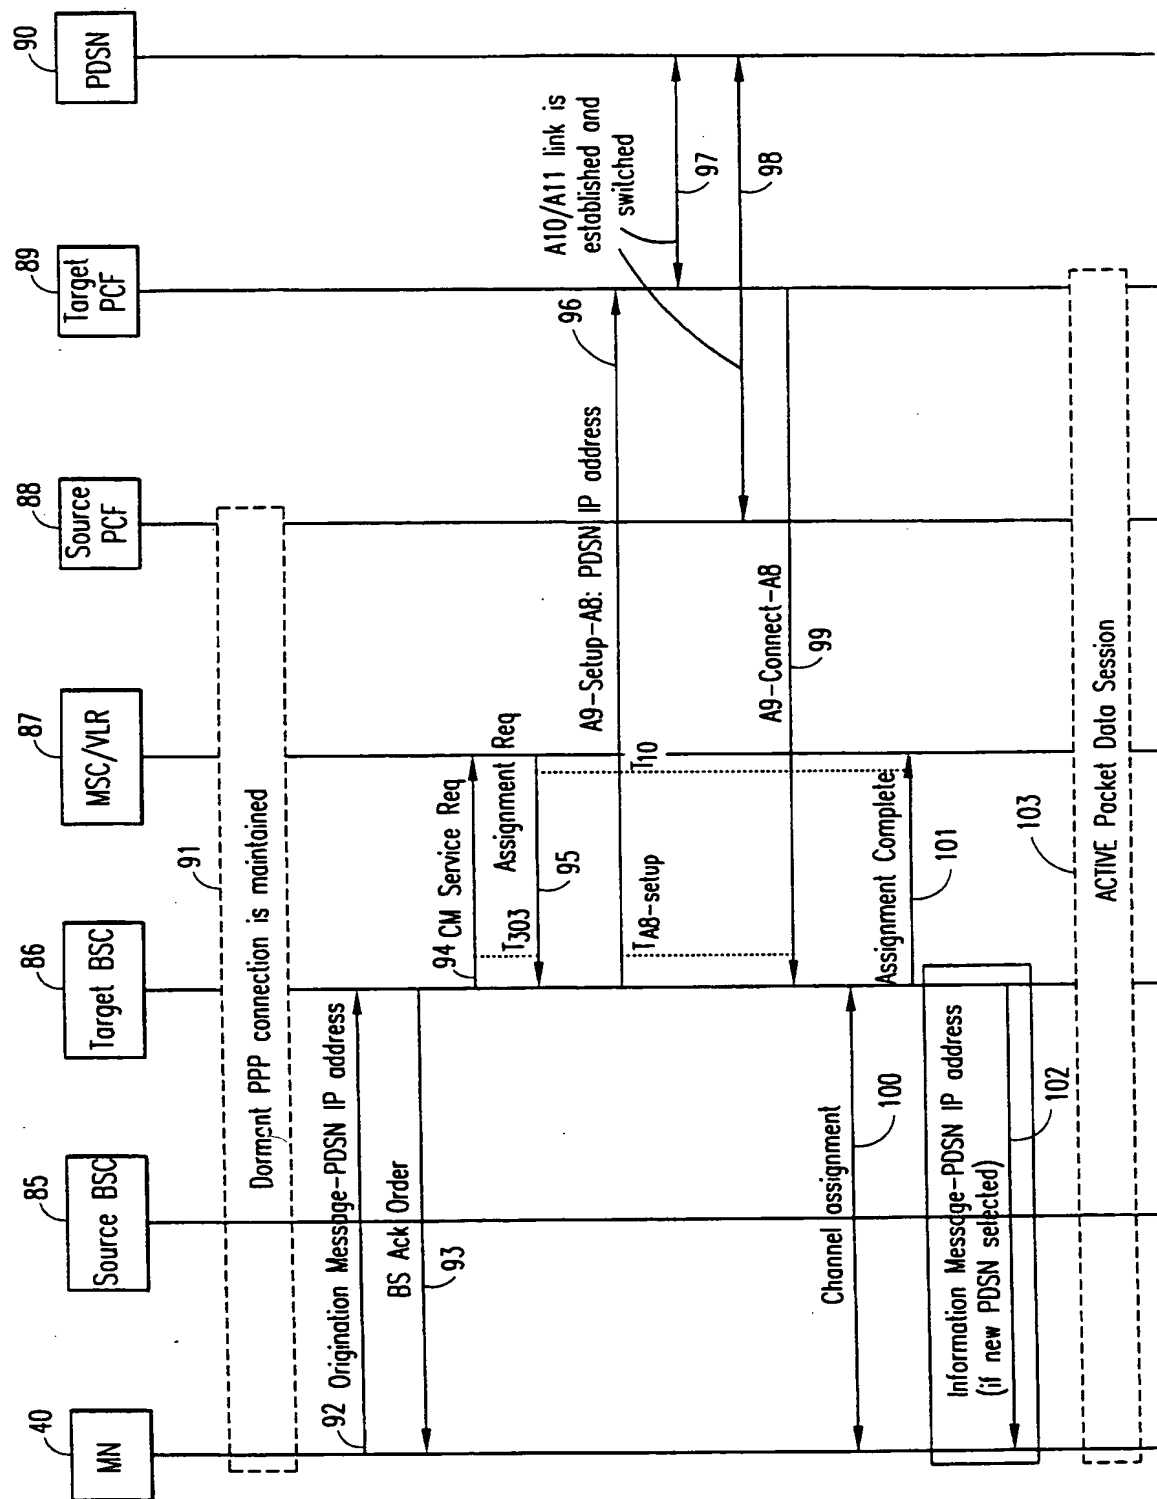 40
MN
85
Source BSC
86
Target BSC
87
MSC/VLR
88
Source
PCF
89
Target
PCF
90
PDSN
Dormant PPP connection is maintained
91
92 Origination Message-PDSN IP address
BS Ack Order
93
94 CM Service Req
T303
Assignment Req
95
A9-Setup-A8: PDSN IP address
96
TA8-setup
T10
A10/A11 link is
established and
switched
97
98
A9-Connect-A8
99
Channel assignment
100
Assignment Complete
101
Information Message-PDSN IP address
(if new PDSN selected)
102
103
ACTIVE Packet Data Session